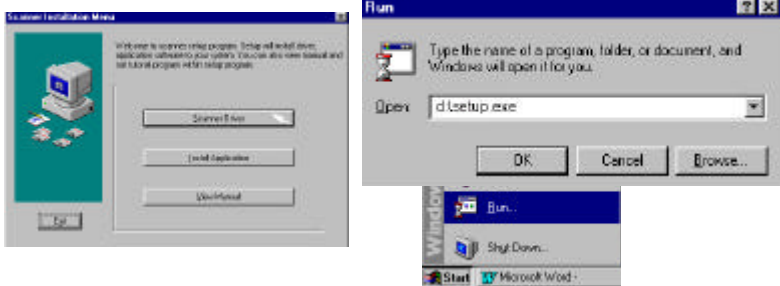 Scanner Installation Menu
Welcome to scanner setup program. Setup will install driver,
application software to your system. You can also view manual and
run tutorial program within setup program.
Scanner Driver
Install Application
View Manual
Exit
Run
Type the name of a program, folder, or document, and
Windows will open it for you.
Open: d:\setup.exe
OK Cancel Browse...
Windows
Run...
Shut Down...
Start Microsoft Word -